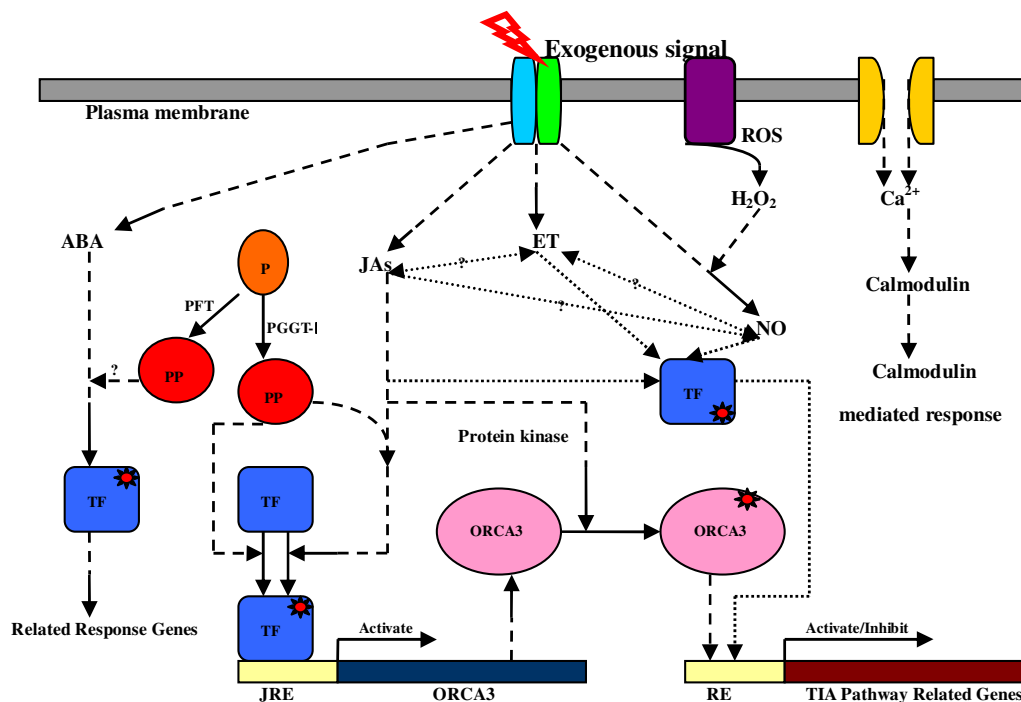 Exogenous signal
Plasma membrane
ROS
H₂O₂
Ca²⁺
ABA
JAs
ET
P
PFT
PGGT-I
?
?
?
NO
Calmodulin
?
PP
PP
TF
Calmodulin
mediated response
Protein kinase
TF
TF
ORCA3
ORCA3
TF
Related Response Genes
Activate
Activate/Inhibit
JRE
ORCA3
RE
TIA Pathway Related Genes